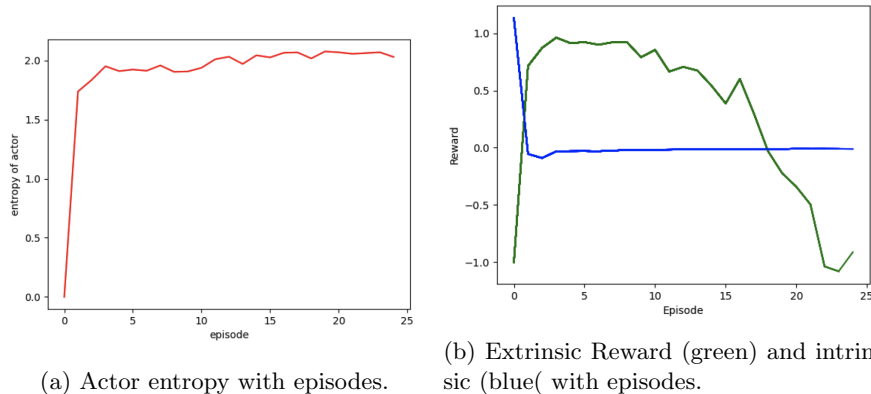 2.0
1.5
1.0
0.5
0.0
entropy of actor
0 5 10 15 20 25
episode
(a) Actor entropy with episodes.
1.0
0.5
0.0
−0.5
−1.0
Reward
0 5 10 15 20 25
Episode
(b) Extrinsic Reward (green) and intrin-
sic (blue( with episodes.